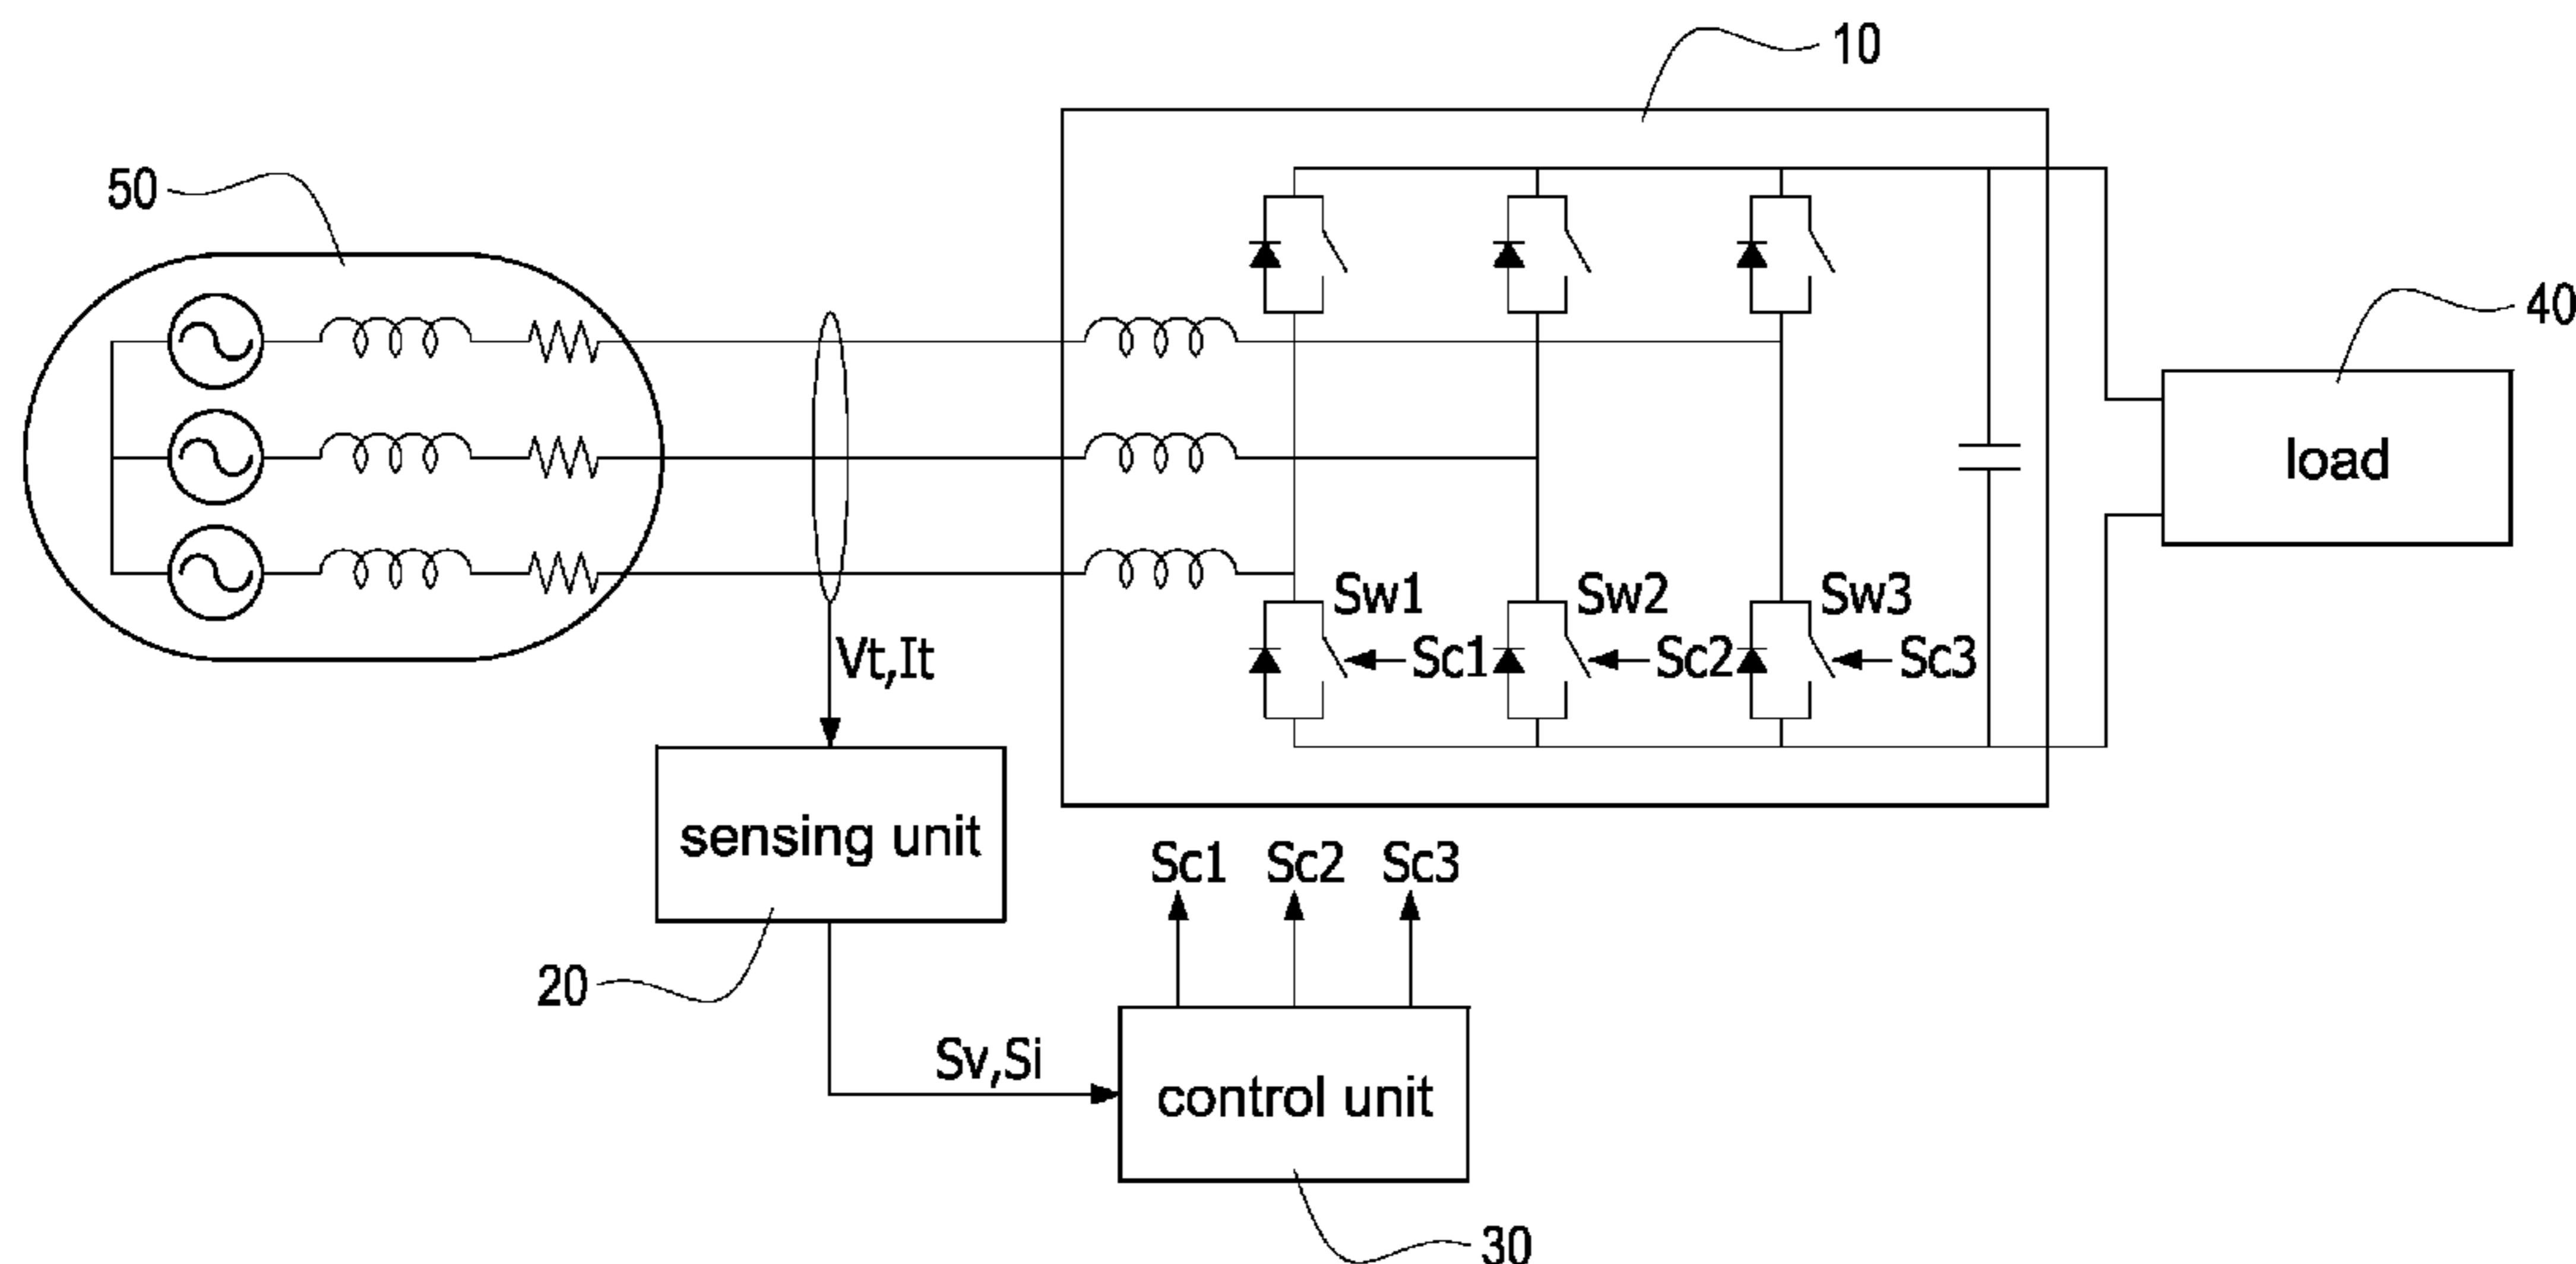 10
50
40
load
Sw1 Sw2 Sw3
Vt,It
Sc1 Sc2 Sc3
sensing unit
Sc1 Sc2 Sc3
20
Sv,Si
control unit
30